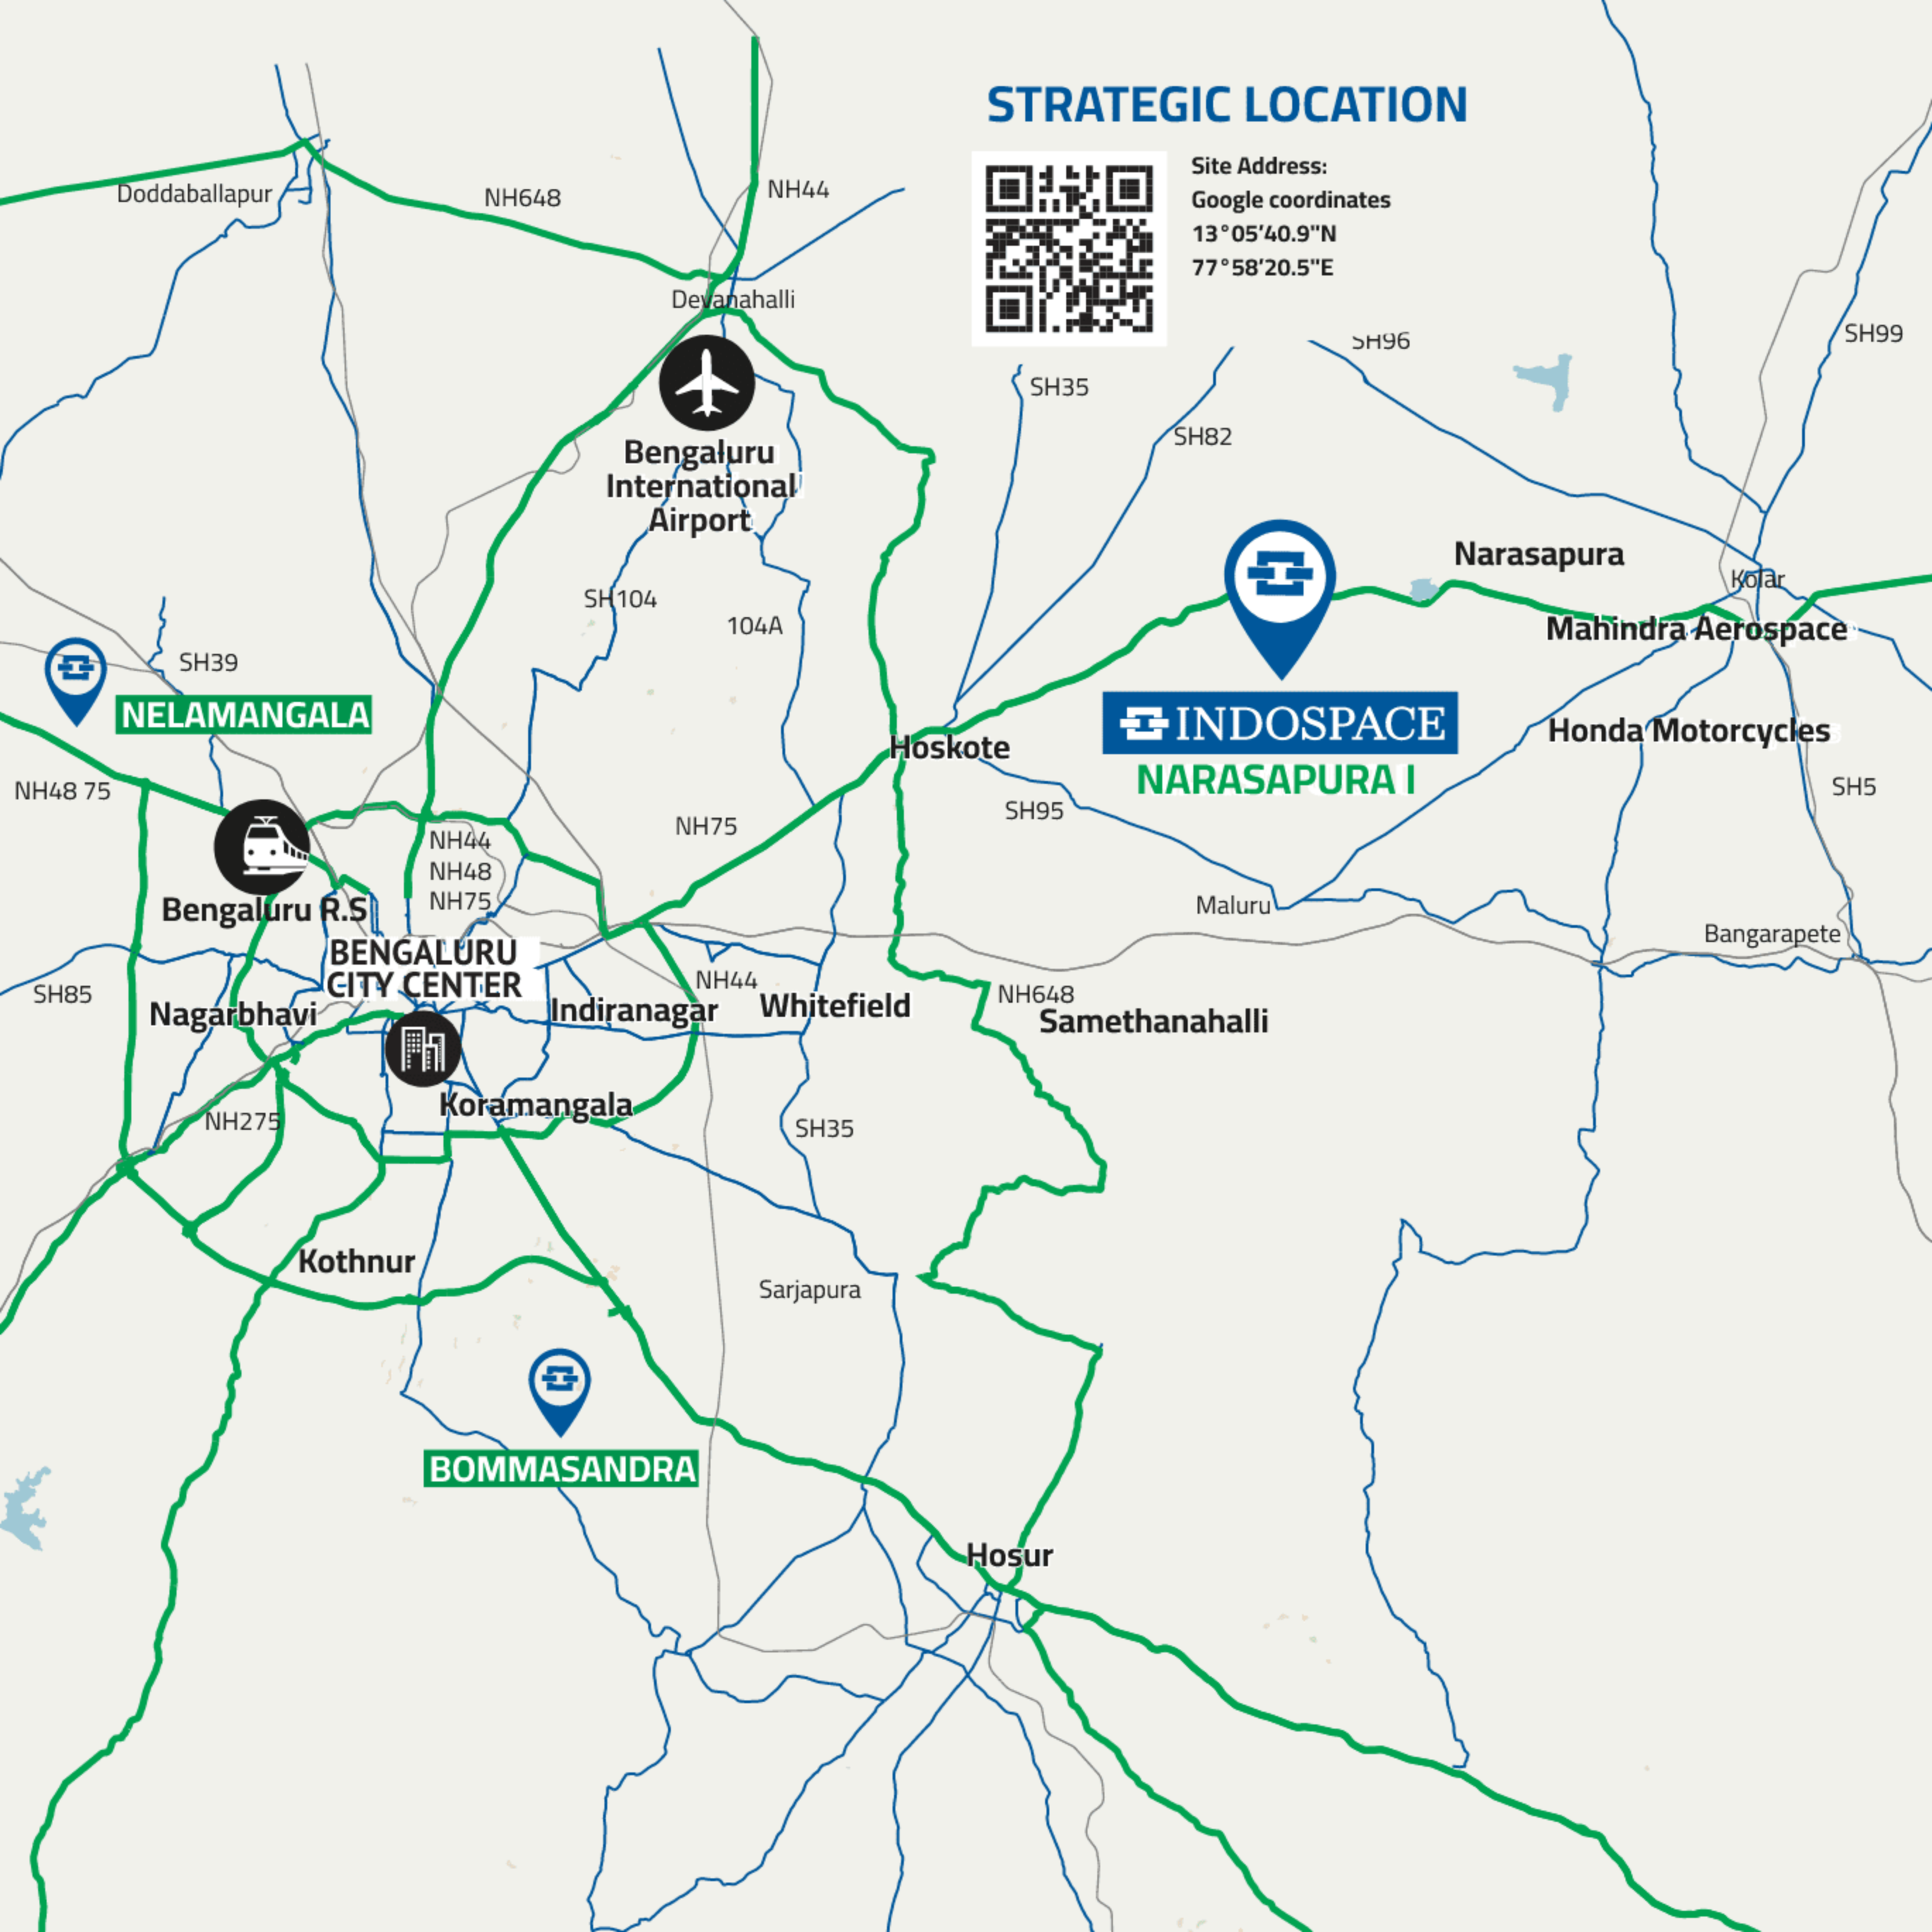 STRATEGIC LOCATION
Site Address:
Google coordinates
13°05'40.9"N
77°58'20.5"E
Doddaballapur
NH648
NH44
Devanahalli
SH96
SH99
SH35
SH82
Bengaluru
International
Airport
Narasapura
Kolar
SH104
104A
Mahindra Aerospace
SH39
NELAMANGALA
INDOSPACE
NARASAPURA I
Hoskote
Honda Motorcycles
NH48 75
SH5
SH95
NH75
NH44
NH48
NH75
Bengaluru R.S
Maluru
Bangarapete
BENGALURU
CITY CENTER
SH85
NH44
NH648
Nagarbhavi
Indiranagar
Whitefield
Samethanahalli
Koramangala
NH275
SH35
Kothnur
Sarjapura
BOMMASANDRA
Hosur